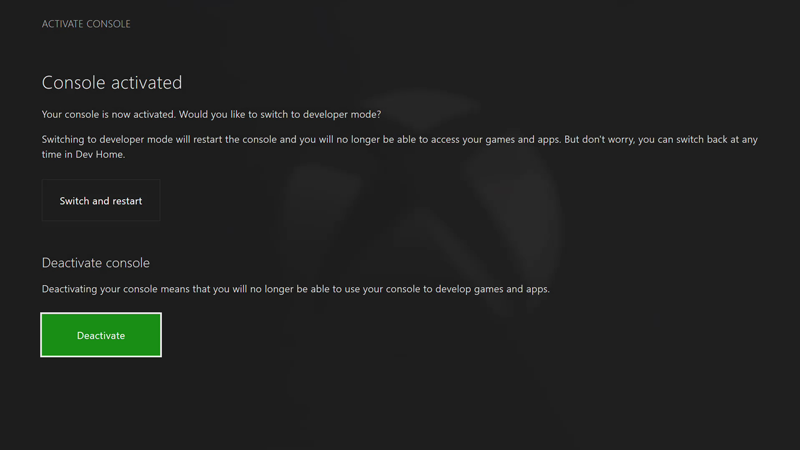 ACTIVATE CONSOLE
Console activated
Your console is now activated. Would you like to switch to developer mode?
Switching to developer mode will restart the console and you will no longer be able to access your games and apps. But don't worry, you can switch back at any
time in Dev Home.
Switch and restart
Deactivate console
Deactivating your console means that you will no longer be able to use your console to develop games and apps.
Deactivate